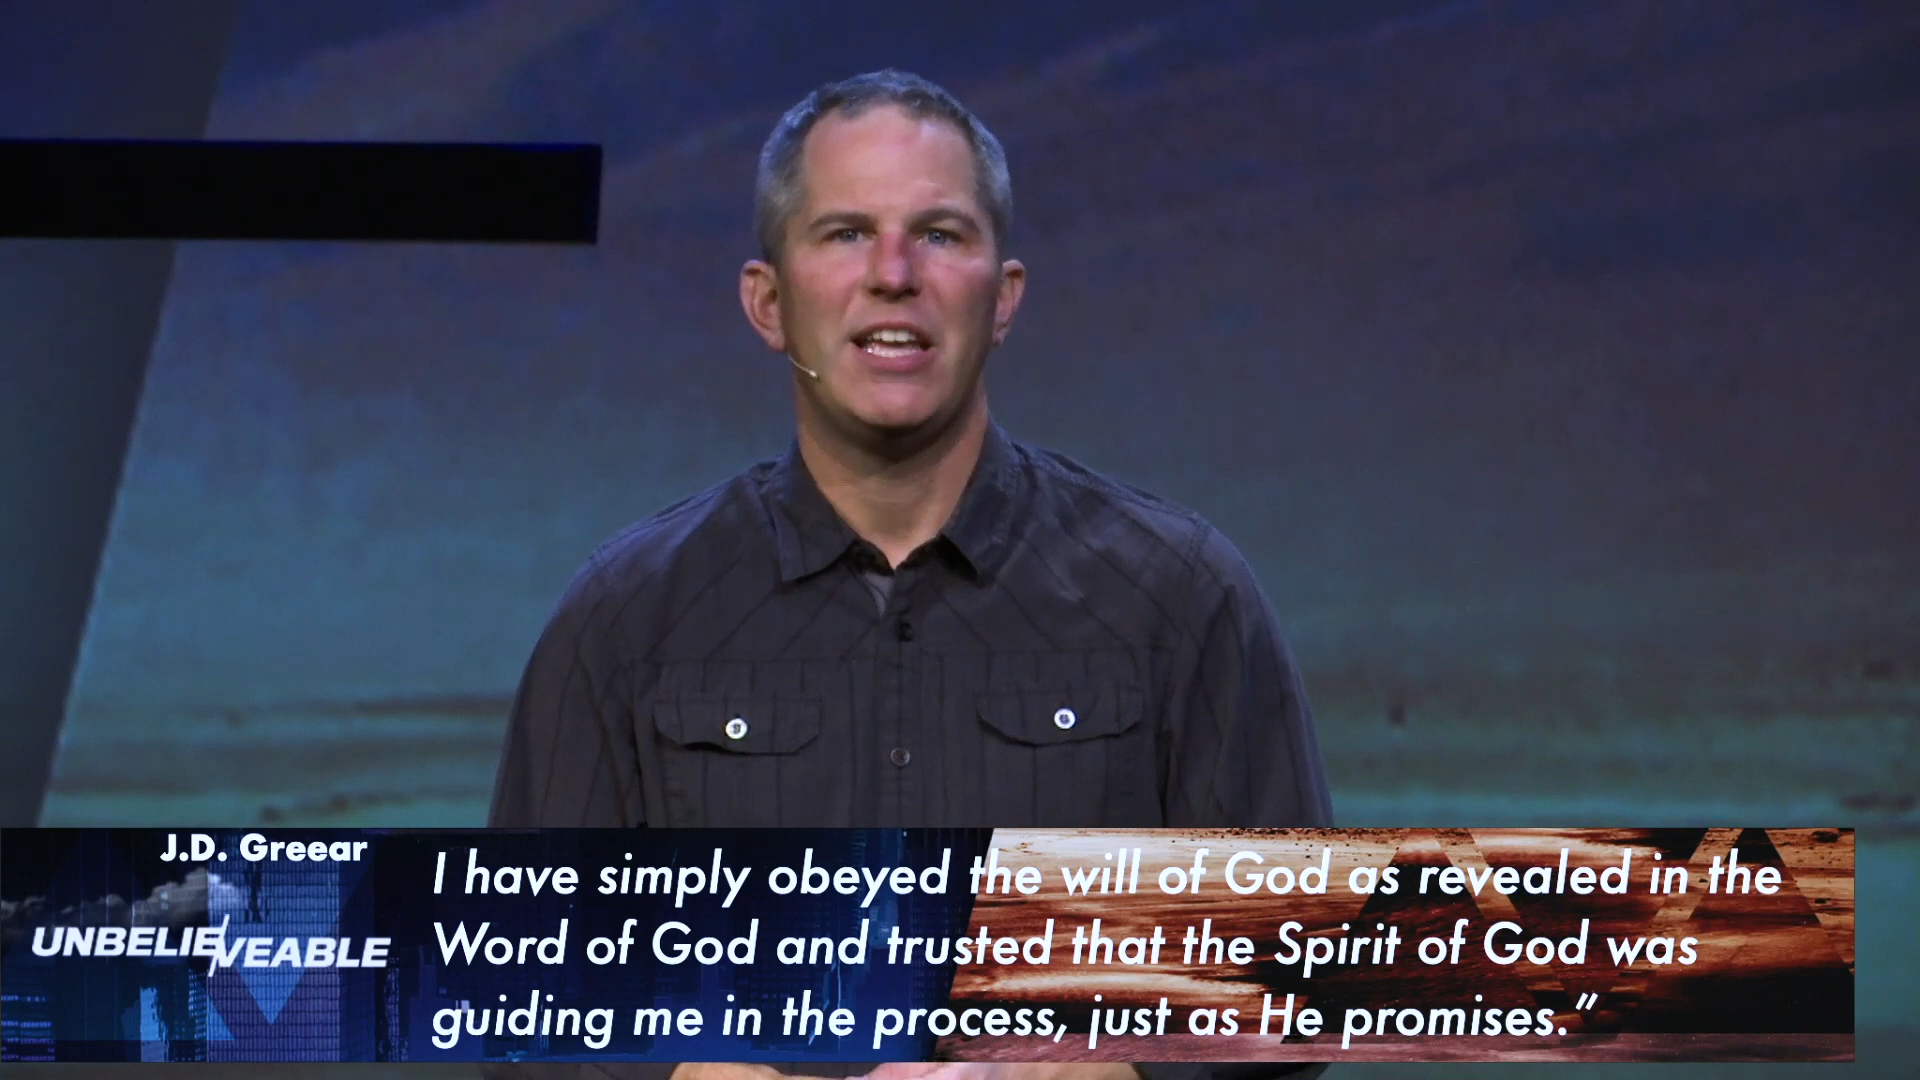 J.D. Greear
UNBELIEVEABLE
I have simply obeyed the will of God as revealed in the
Word of God and trusted that the Spirit of God was
guiding me in the process, just as He promises.”